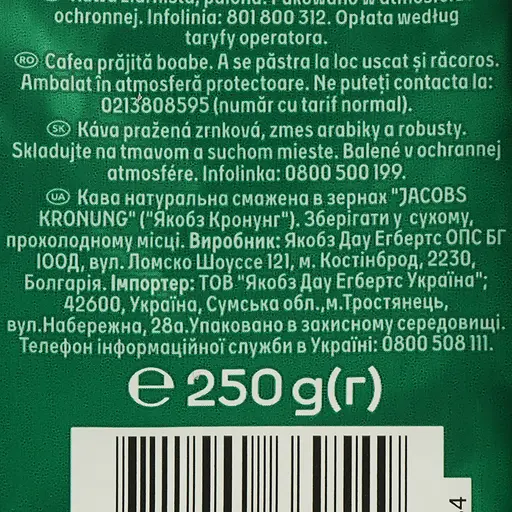 ochronnej. Infolinia: 801 800 312. Opłata według
taryfy operatora.
RO Cafea prăjită boabe. A se păstra la loc uscat și răcoros.
Ambalat în atmosferă protectoare. Ne puteți contacta la:
0213808595 (număr cu tarif normal).
SK Káva pražená zrnková, zmes arabiky a robusty.
Skladujte na tmavom a suchom mieste. Balené v ochrannej
atmosfére. Infolinka: 0800 500 199.
UA Кава натуральна смажена в зернах "JACOBS
KRONUNG" ("Якобз Кронунг"). Зберігати у сухому,
прохолодному місці. Виробник: Якобз Дау Егбертс ОПС БГ
ІООД, вул. Ломско Шоуссе 121, м. Костінброд, 2230,
Болгарія. Імпортер: ТОВ "Якобз Дау Егбертс Україна";
42600, Україна, Сумська обл.,м.Тростянець,
вул.Набережна, 28а.Упаковано в захисному середовищі.
Телефон інформаційної служби в Україні: 0800 508 111.
℮ 250 g(г)